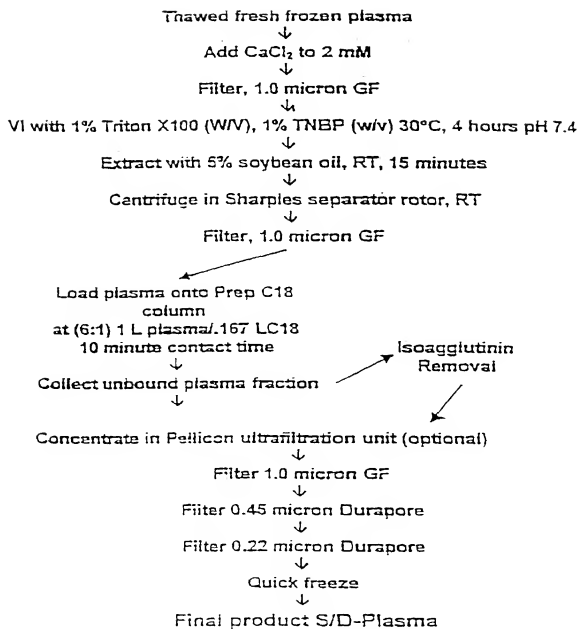 Thawed fresh frozen plasma
Add CaCl₂ to 2 mM
Filter, 1.0 micron GF
VI with 1% Triton X100 (W/V), 1% TNBP (w/v) 30°C, 4 hours pH 7.4
Extract with 5% soybean oil, RT, 15 minutes
Centrifuge in Sharples separator rotor, RT
Filter, 1.0 micron GF
Load plasma onto Prep C18
column
at (6:1) 1 L plasma/.167 LC18
10 minute contact time
Collect unbound plasma fraction
Isoagglutinin
Removal
Concentrate in Pellicon ultrafiltration unit (optional)
Filter 1.0 micron GF
Filter 0.45 micron Durapore
Filter 0.22 micron Durapore
Quick freeze
Final product S/D-Plasma